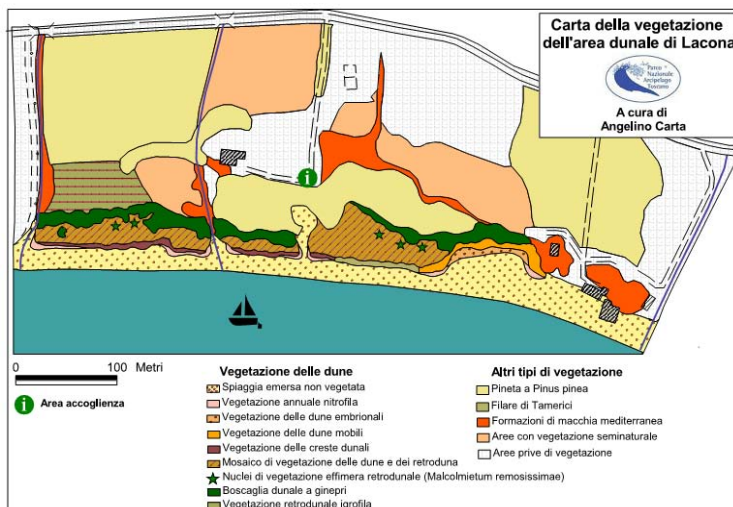 Carta della vegetazione
dell'area dunale di Lacona
Parco
Nazionale
Arcipelago
Toscano
A cura di
Angelino Carta
0 100 Metri
i Area accoglienza
Vegetazione delle dune
Spiaggia emersa non vegetata
Vegetazione annuale nitrofila
Vegetazione delle dune embrionali
Vegetazione delle dune mobili
Vegetazione delle creste dunali
Mosaico di vegetazione delle dune e dei retroduna
Nuclei di vegetazione effimera retrodunale (Malcolmietum remosissimae)
Boscaglia dunale a ginepri
Vegetazione retrodunale igrofila
Altri tipi di vegetazione
Pineta a Pinus pinea
Filare di Tamerici
Formazioni di macchia mediterranea
Aree con vegetazione seminaturale
Aree prive di vegetazione